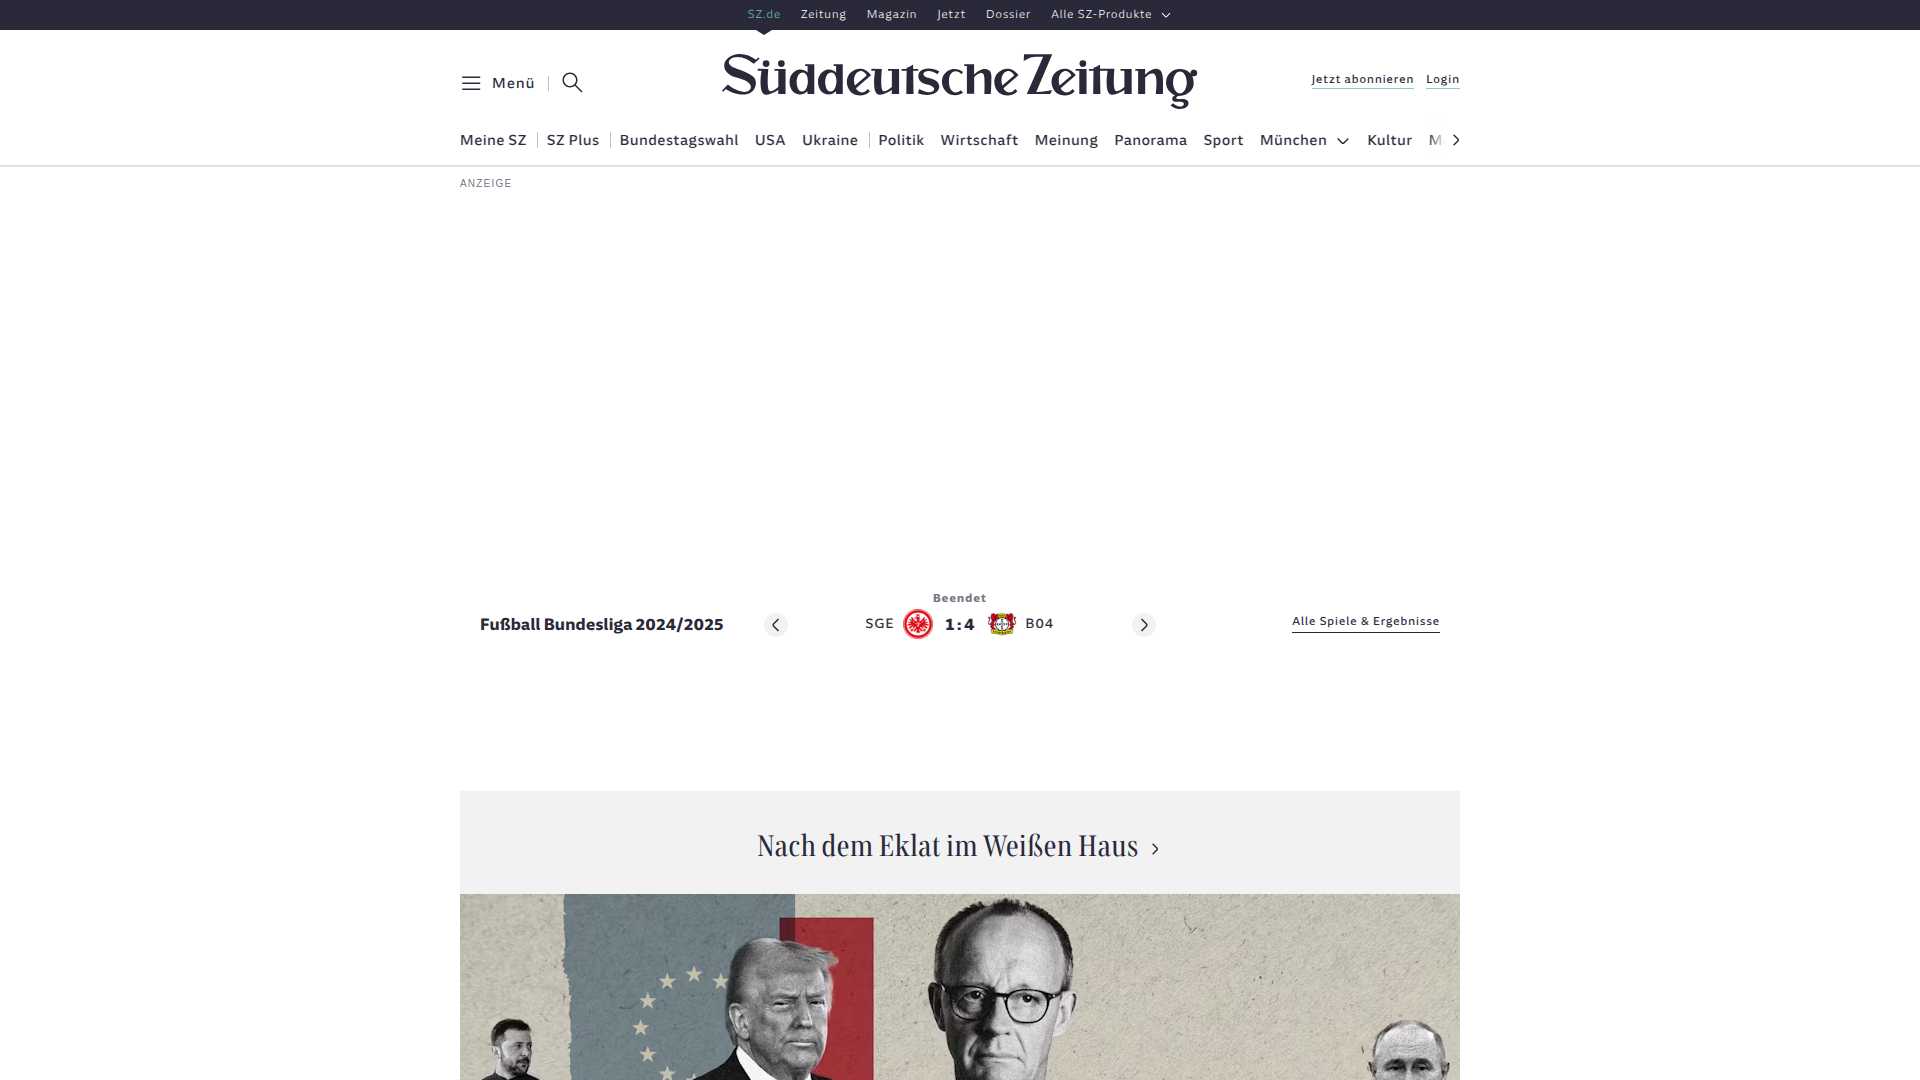 SZ.de Zeitung Magazin Jetzt Dossier Alle SZ-Produkte
Menü
Süddeutsche Zeitung
Jetzt abonnieren Login
Meine SZ SZ Plus Bundestagswahl USA Ukraine Politik Wirtschaft Meinung Panorama Sport München Kultur M
ANZEIGE
Beendet
Fußball Bundesliga 2024/2025 SGE 1:4 B04 Alle Spiele & Ergebnisse
Nach dem Eklat im Weißen Haus